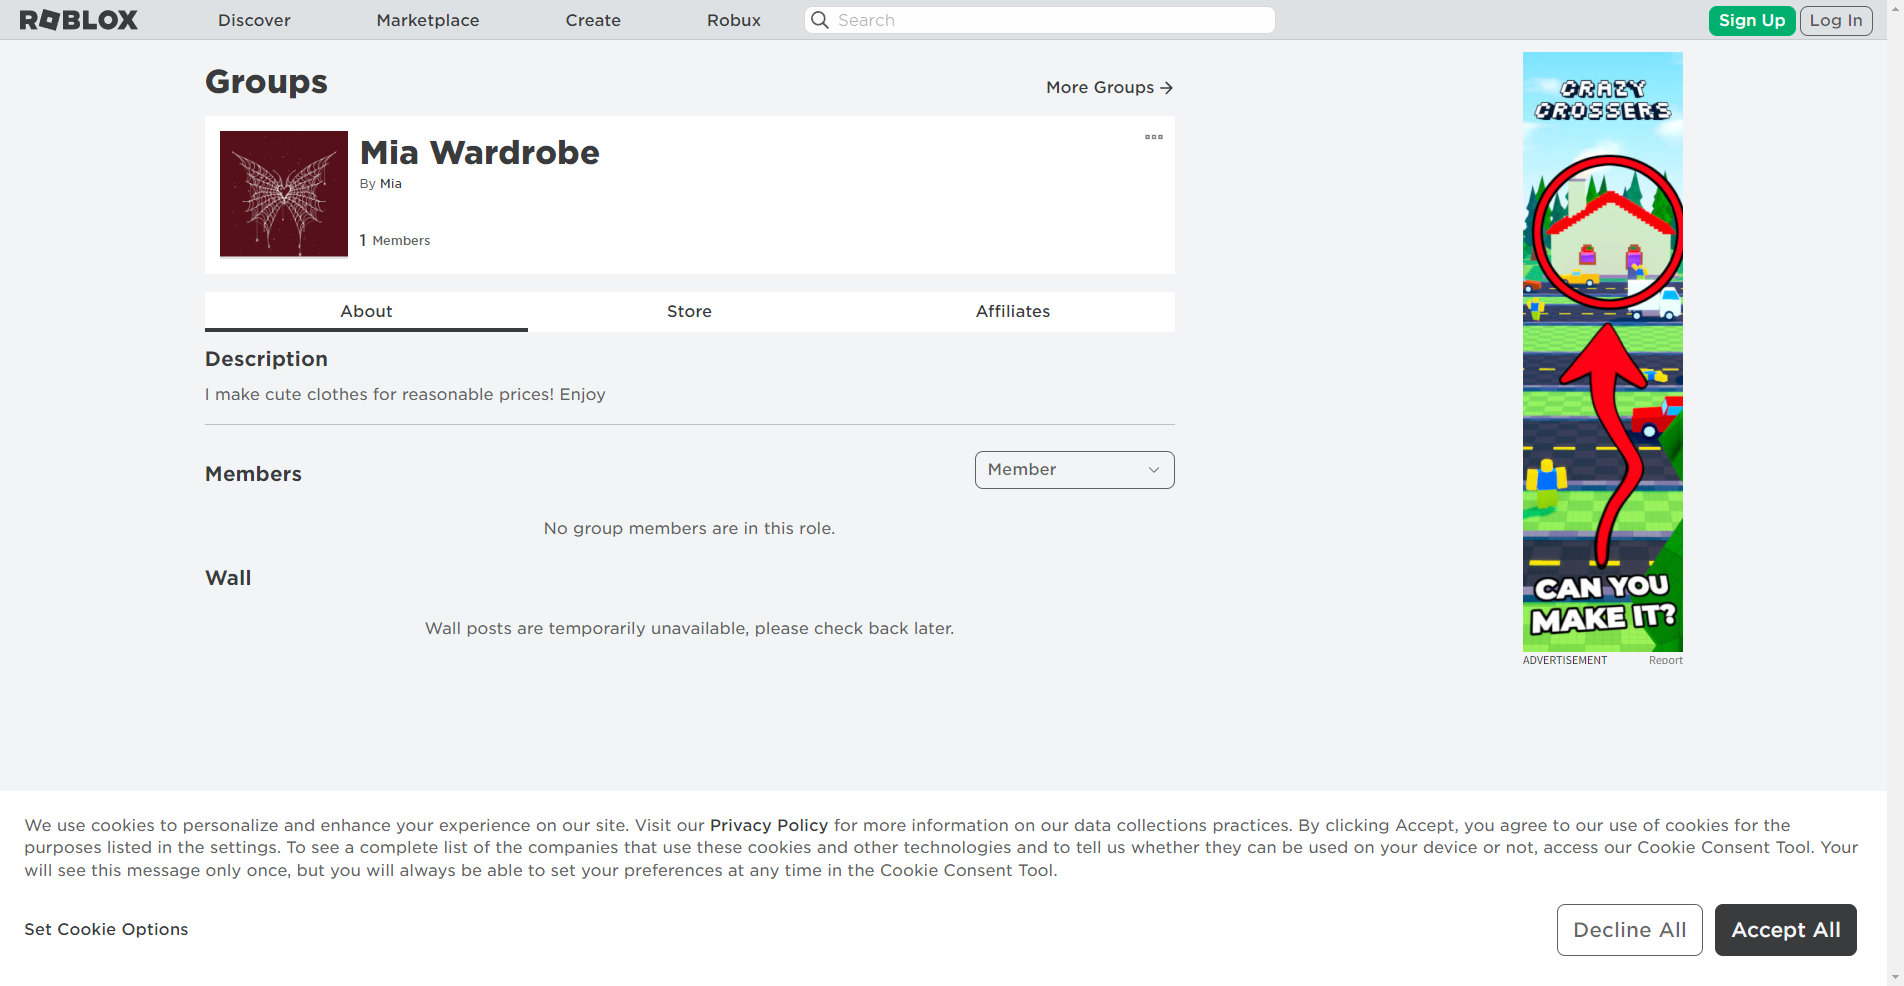 ROBLOX
Discover
Marketplace
Create
Robux
Search
Sign Up
Log In
Groups
More Groups
Mia Wardrobe
By Mia
1 Members
About
Store
Affiliates
Description
I make cute clothes for reasonable prices! Enjoy
Members
Member
No group members are in this role.
Wall
Wall posts are temporarily unavailable, please check back later.
CRAZY
CROSSERS
CAN YOU
MAKE IT?
ADVERTISEMENT
Report
We use cookies to personalize and enhance your experience on our site. Visit our Privacy Policy for more information on our data collections practices. By clicking Accept, you agree to our use of cookies for the
purposes listed in the settings. To see a complete list of the companies that use these cookies and other technologies and to tell us whether they can be used on your device or not, access our Cookie Consent Tool. Your
will see this message only once, but you will always be able to set your preferences at any time in the Cookie Consent Tool.
Set Cookie Options
Decline All
Accept All